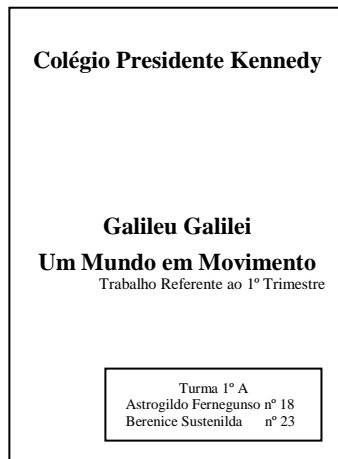 Colégio Presidente Kennedy
Galileu Galilei
Um Mundo em Movimento
Trabalho Referente ao 1º Trimestre
Turma 1º A
Astrogildo Fernegunso nº 18
Berenice Sustenilda nº 23